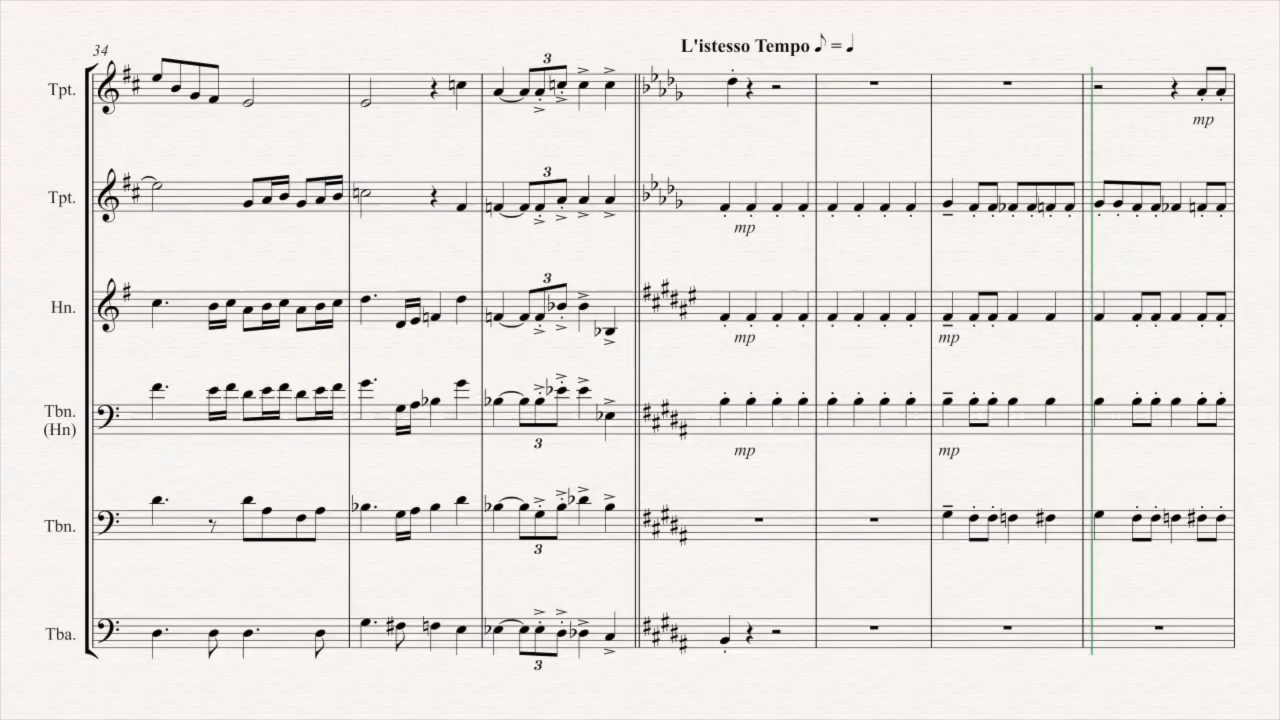 L'istesso Tempo ♪ = ♩
34
Tpt.
3
mp
Tpt.
3
mp
Hn.
3
mp
mp
Tbn.
(Hn)
3
mp
mp
Tbn.
3
Tba.
3